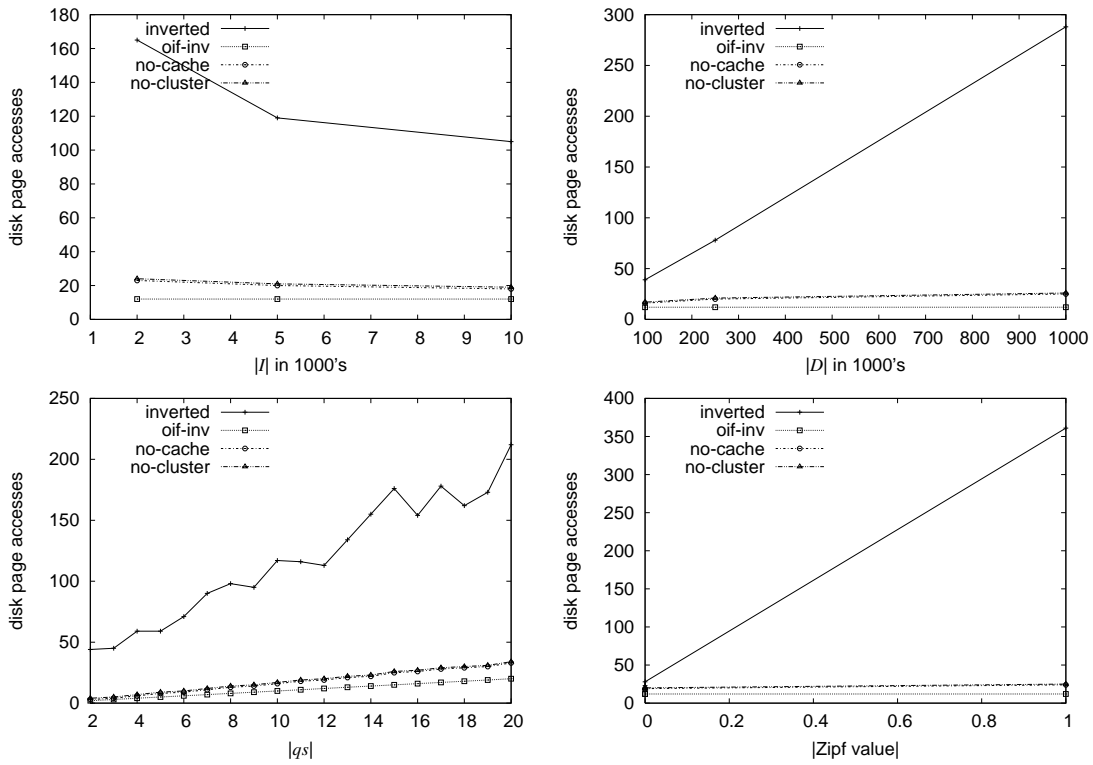 disk page accesses
180
160
140
120
100
80
60
40
20
0
inverted
oif-inv
no-cache
no-cluster
1 2 3 4 5 6 7 8 9 10
|I| in 1000's
disk page accesses
300
250
200
150
100
50
0
inverted
oif-inv
no-cache
no-cluster
100 200 300 400 500 600 700 800 900 1000
|D| in 1000's
disk page accesses
250
200
150
100
50
0
inverted
oif-inv
no-cache
no-cluster
2 4 6 8 10 12 14 16 18 20
|qs|
disk page accesses
400
350
300
250
200
150
100
50
0
inverted
oif-inv
no-cache
no-cluster
0 0.2 0.4 0.6 0.8 1
|Zipf value|